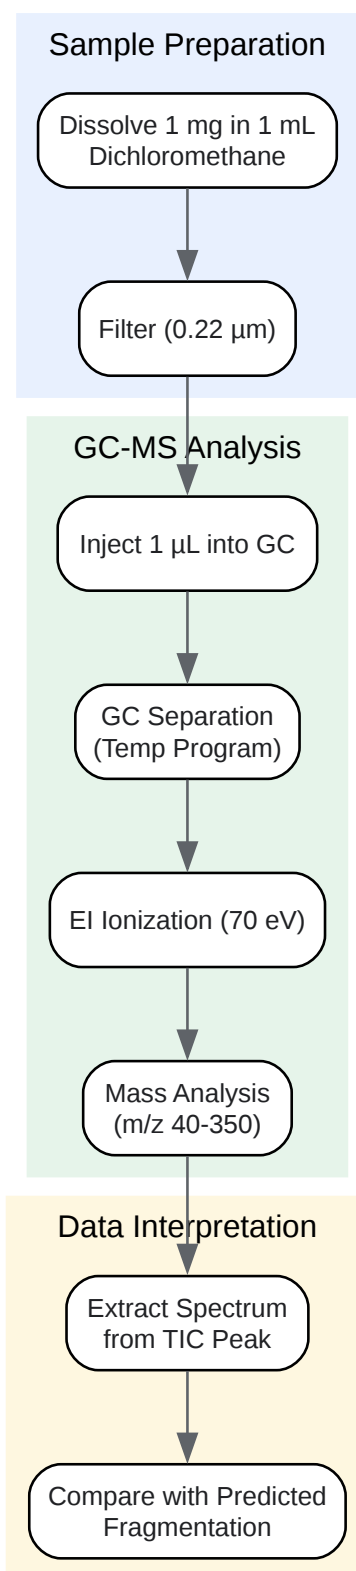 Sample Preparation
Dissolve 1 mg in 1 mL
Dichloromethane
Filter (0.22 µm)
GC-MS Analysis
Inject 1 µL into GC
GC Separation
(Temp Program)
EI Ionization (70 eV)
Mass Analysis
(m/z 40-350)
Data Interpretation
Extract Spectrum
from TIC Peak
Compare with Predicted
Fragmentation